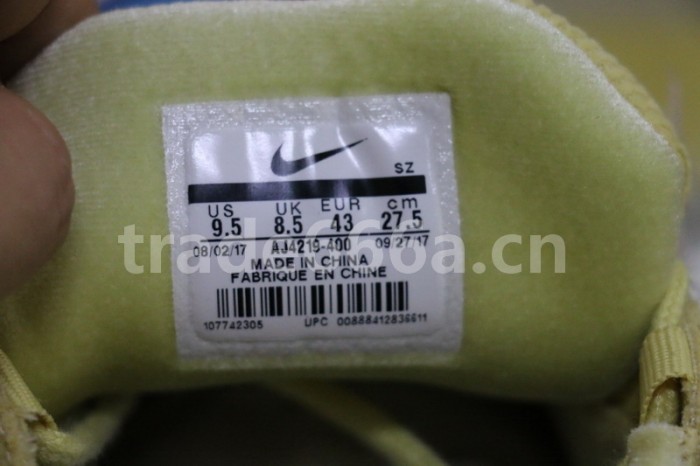 SZ
US UK EUR cm
9.5 8.5 43 27.5
08/02/17 AJ4219-400 09/27/17
MADE IN CHINA
FABRIQUE EN CHINE
107742305 UPC 00888412836611
trade666a.cn